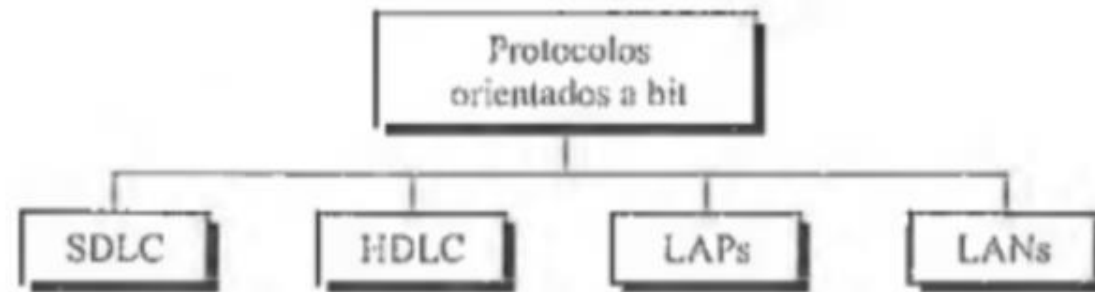 Protocolos
orientados a bit
SDLC
HDLC
LAPs
LANs